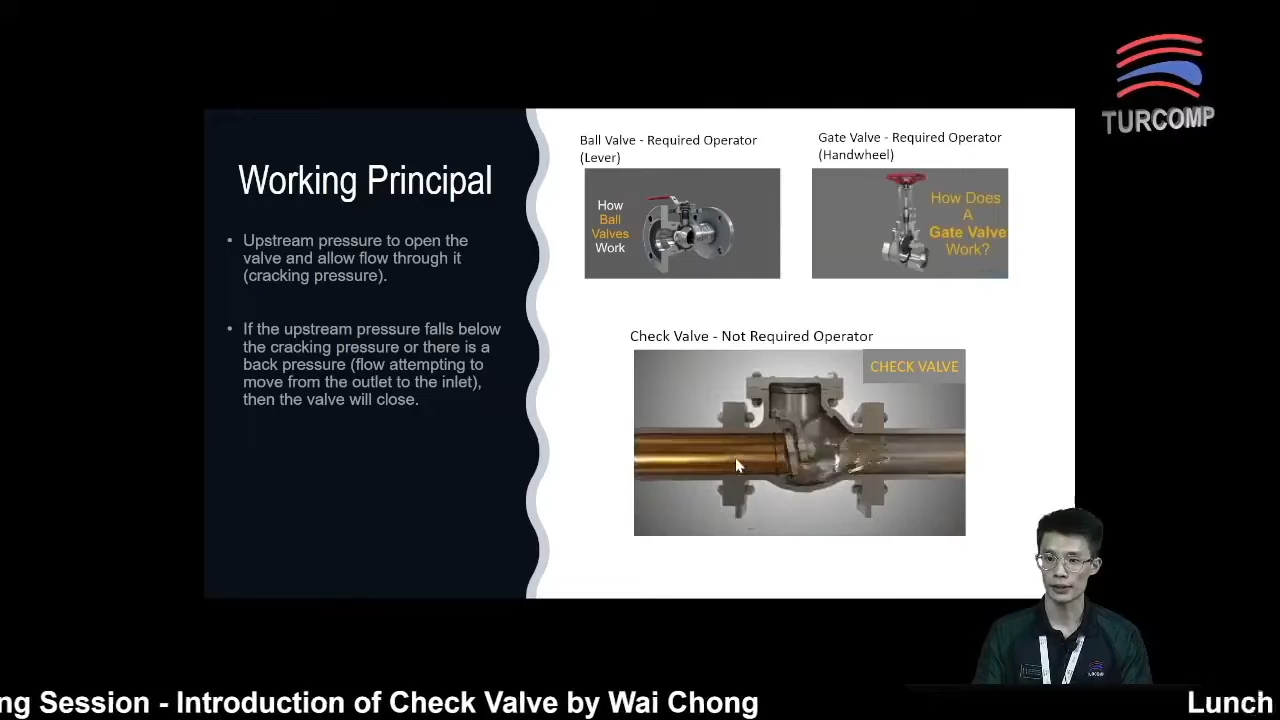 TURCOMP
Working Principal
• Upstream pressure to open the
valve and allow flow through it
(cracking pressure).
• If the upstream pressure falls below
the cracking pressure or there is a
back pressure (flow attempting to
move from the outlet to the inlet),
then the valve will close.
Ball Valve - Required Operator
(Lever)
How
Ball
Valves
Work
Gate Valve - Required Operator
(Handwheel)
How Does
A
Gate Valve
Work?
Check Valve - Not Required Operator
CHECK VALVE
TURCOMP
ng Session - Introduction of Check Valve by Wai Chong
Lunch